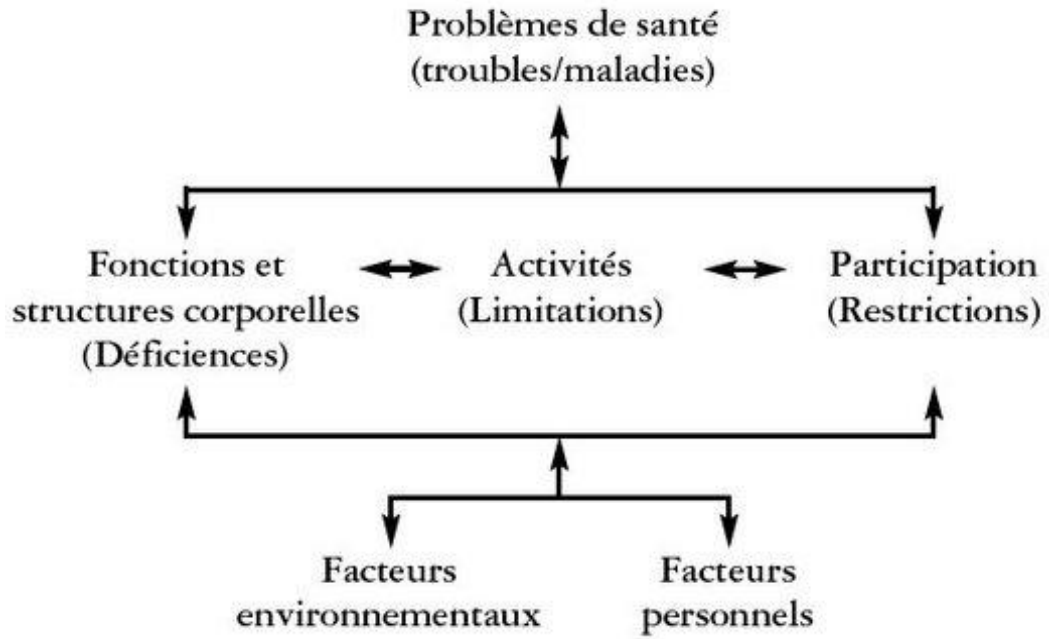 Problèmes de santé
(troubles/maladies)
Fonctions et
structures corporelles
(Déficiences)
Activités
(Limitations)
Participation
(Restrictions)
Facteurs
environnementaux
Facteurs
personnels